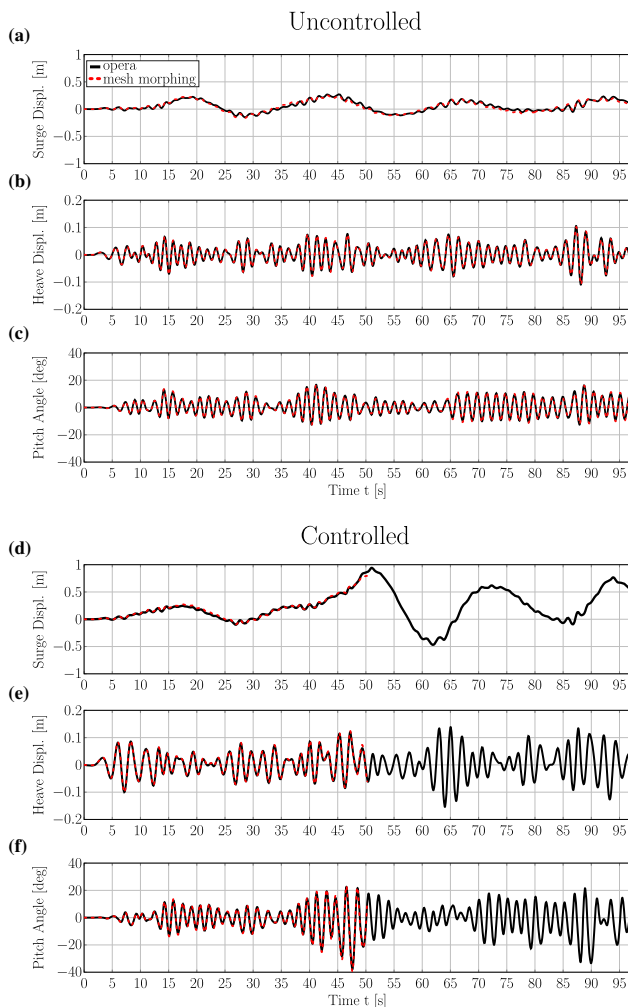 Uncontrolled
(a)
Surge Displ. [m]
1
0.5
0
−0.5
−1
opera
mesh morphing
0 5 10 15 20 25 30 35 40 45 50 55 60 65 70 75 80 85 90 95
(b)
Heave Displ. [m]
0.2
0.1
0
−0.1
−0.2
0 5 10 15 20 25 30 35 40 45 50 55 60 65 70 75 80 85 90 95
(c)
Pitch Angle [deg]
40
20
0
−20
−40
0 5 10 15 20 25 30 35 40 45 50 55 60 65 70 75 80 85 90 95
Time t [s]
Controlled
(d)
Surge Displ. [m]
1
0.5
0
−0.5
−1
0 5 10 15 20 25 30 35 40 45 50 55 60 65 70 75 80 85 90 95
(e)
Heave Displ. [m]
0.2
0.1
0
−0.1
−0.2
0 5 10 15 20 25 30 35 40 45 50 55 60 65 70 75 80 85 90 95
(f)
Pitch Angle [deg]
40
20
0
−20
−40
0 5 10 15 20 25 30 35 40 45 50 55 60 65 70 75 80 85 90 95
Time t [s]